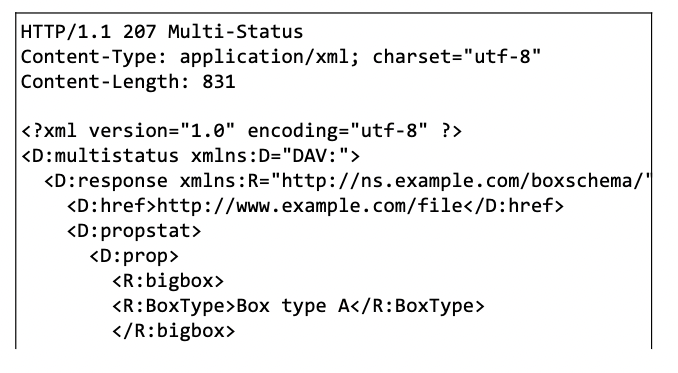 HTTP/1.1 207 Multi-Status
Content-Type: application/xml; charset="utf-8"
Content-Length: 831
<?xml version="1.0" encoding="utf-8" ?>
<D:multistatus xmlns:D="DAV:">
<D:response xmlns:R="http://ns.example.com/boxschema/"
<D:href>http://www.example.com/file</D:href>
<D:propstat>
<D:prop>
<R:bigbox>
<R:BoxType>Box type A</R:BoxType>
</R:bigbox>